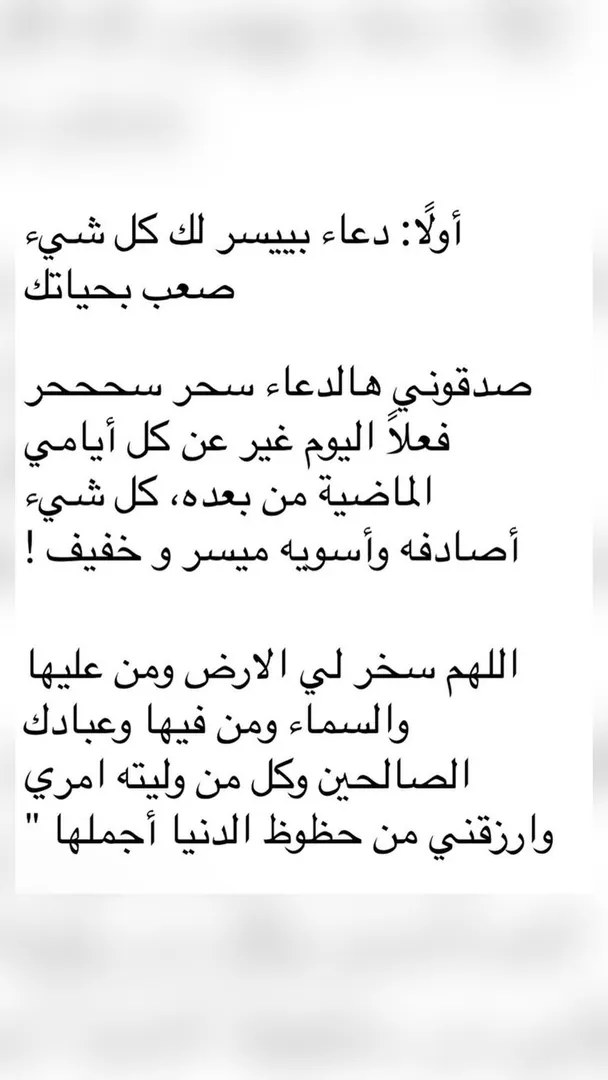 أولًا: دعاء بييسر لك كل شيء
صعب بحياتك
صدقوني هالدعاء سحر سحححر
فعلاً اليوم غير عن كل أيامي
الماضية من بعده، كل شيء
أصادفه وأسويه ميسر و خفيف !
اللهم سخر لي الارض ومن عليها
والسماء ومن فيها وعبادك
الصالحين وكل من وليته امري
وارزقني من حظوظ الدنيا أجملها "